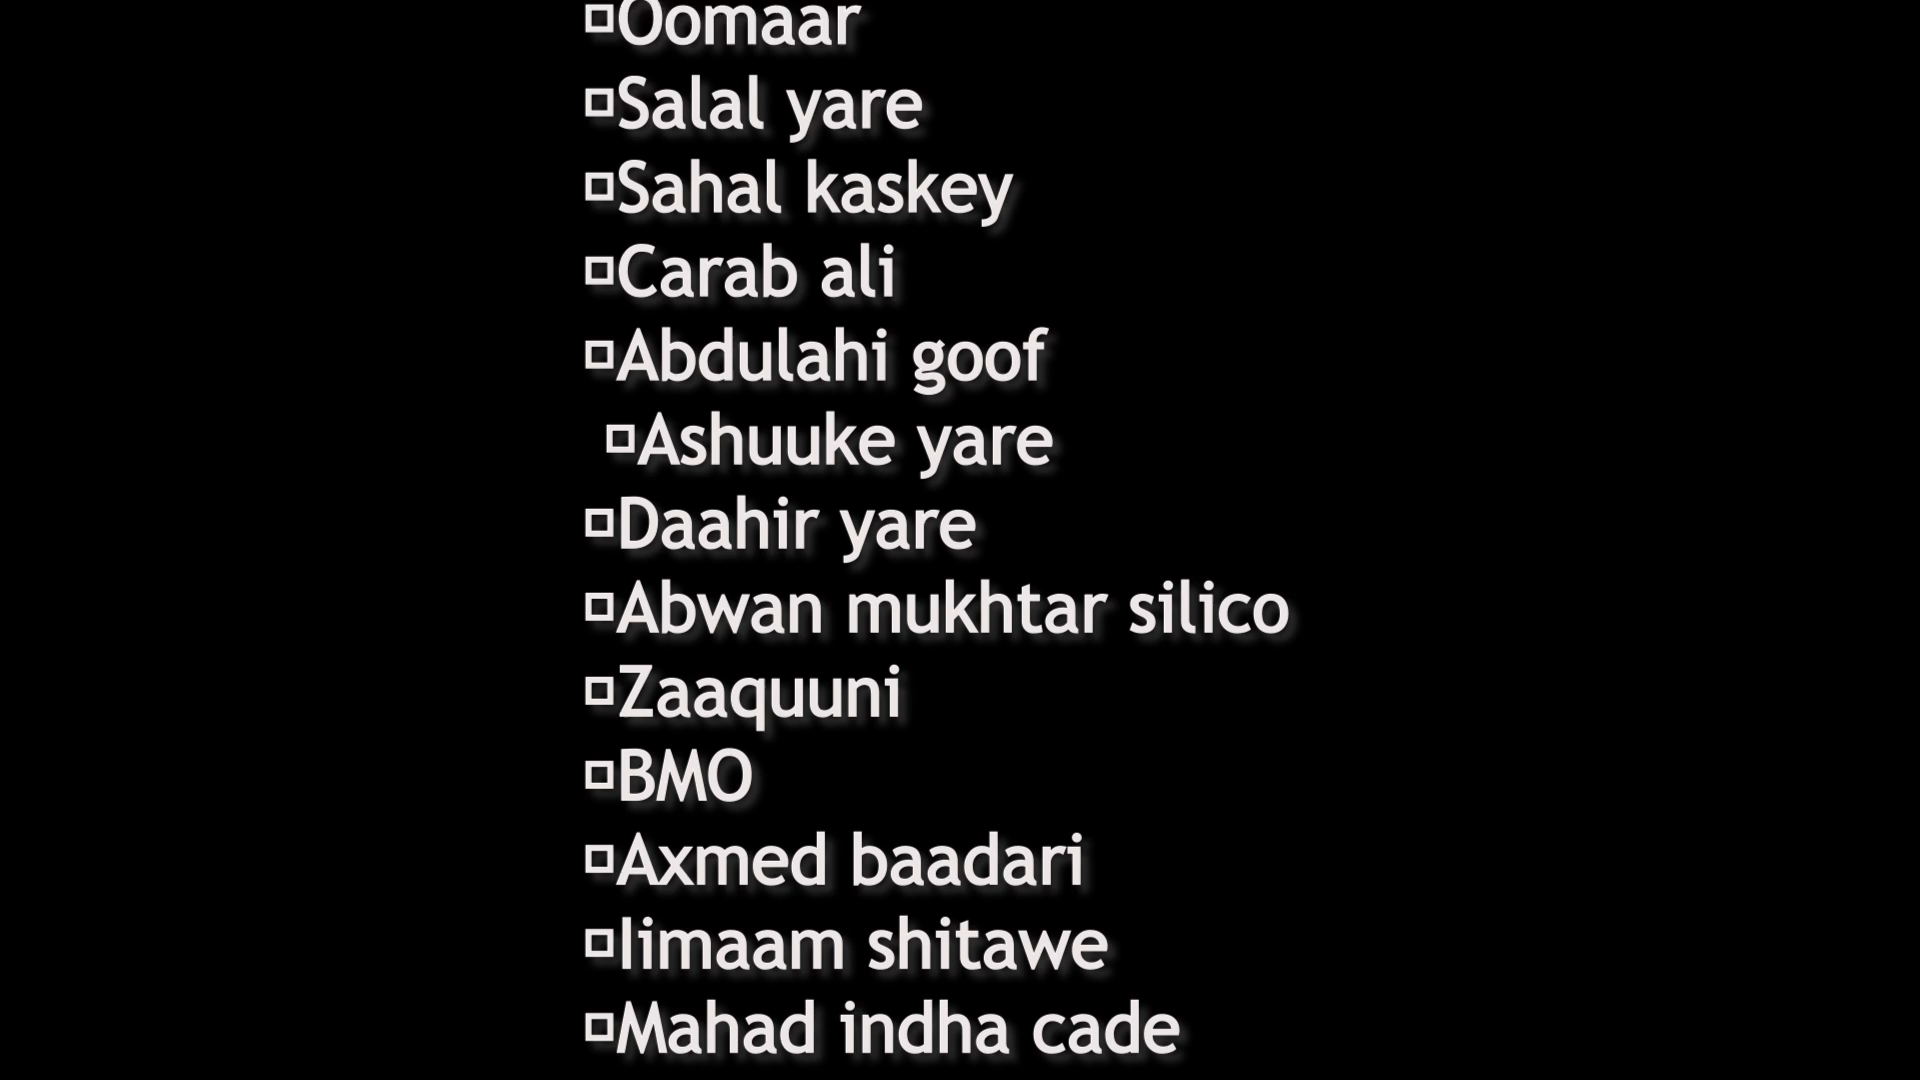 ▫Oomaar
▫Salal yare
▫Sahal kaskey
▫Carab ali
▫Abdulahi goof
▫Ashuuke yare
▫Daahir yare
▫Abwan mukhtar silico
▫Zaaquuni
▫BMO
▫Axmed baadari
▫Iimaam shitawe
▫Mahad indha cade